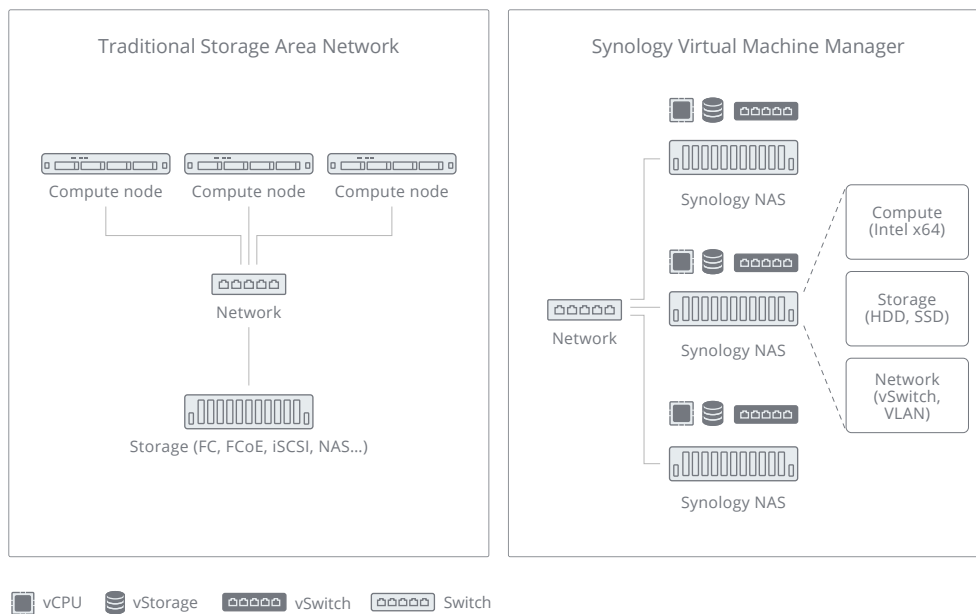 Traditional Storage Area Network
Compute node
Compute node
Compute node
Network
Storage (FC, FCoE, iSCSI, NAS...)
Synology Virtual Machine Manager
Synology NAS
Network
Synology NAS
Synology NAS
Compute
(Intel x64)
Storage
(HDD, SSD)
Network
(vSwitch,
VLAN)
vCPU
vStorage
vSwitch
Switch